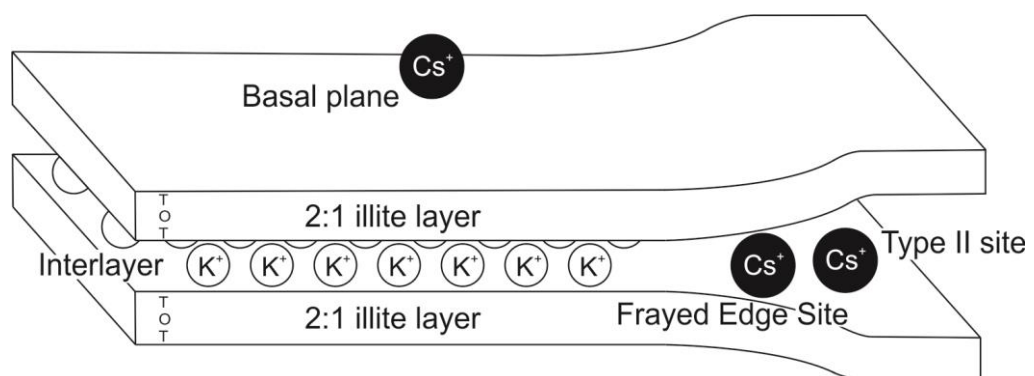 Cs+
Basal plane
T
O
T
2:1 illite layer
Type II site
Interlayer
K+ K+ K+ K+ K+ K+ K+
Cs+ Cs+
T
O
T
2:1 illite layer
Frayed Edge Site